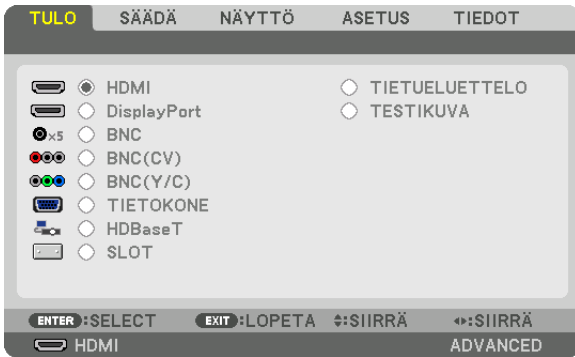 TULO SÄÄDÄ NÄYTTÖ ASETUS TIEDOT
HDMI TIETUELUETTELO
DisplayPort TESTIKUVA
×5 BNC
BNC(CV)
BNC(Y/C)
TIETOKONE
HDBaseT
SLOT
ENTER :SELECT EXIT :LOPETA :SIIRRÄ :SIIRRÄ
HDMI ADVANCED